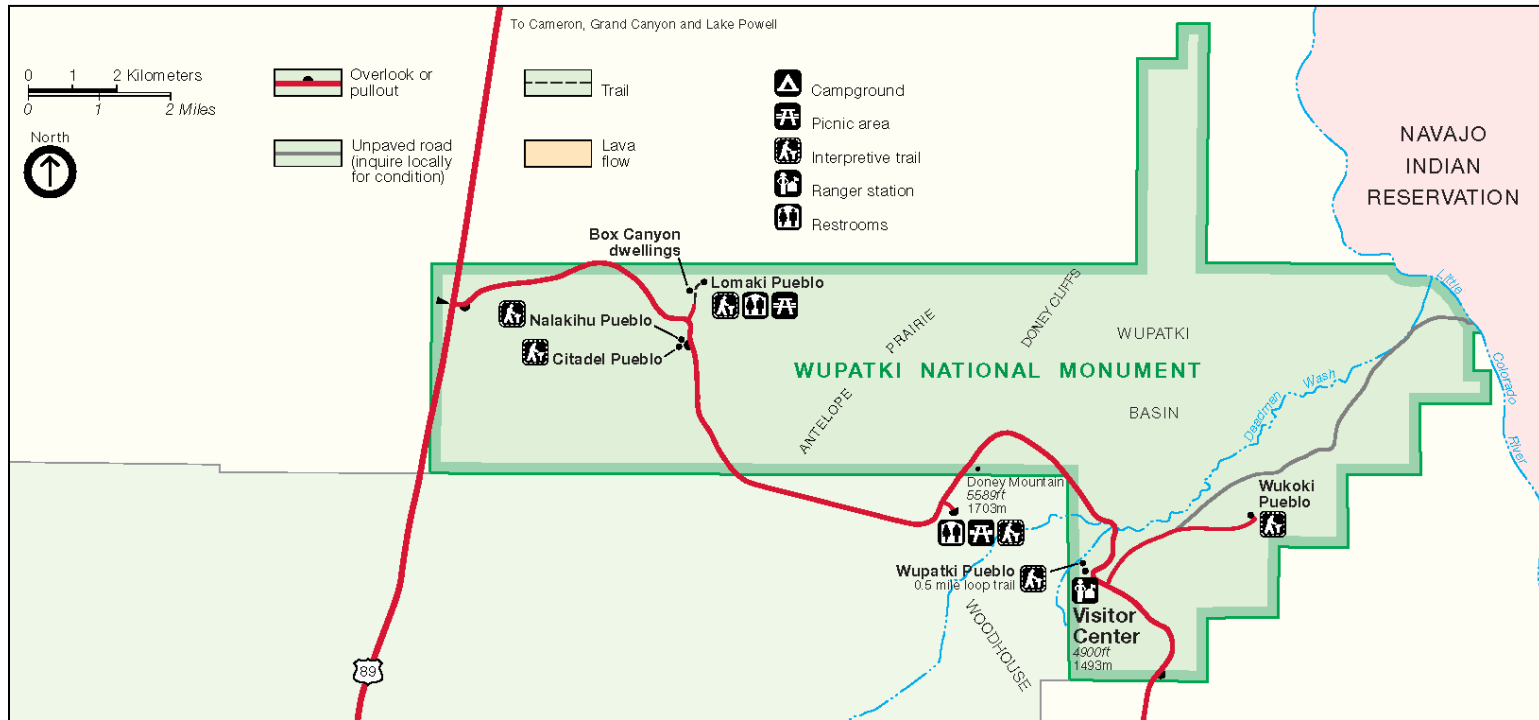 To Cameron, Grand Canyon and Lake Powell
0 1 2 Kilometers
0 1 2 Miles
North
Overlook or
pullout
Unpaved road
(inquire locally
for condition)
Trail
Lava
flow
Campground
Picnic area
Interpretive trail
Ranger station
Restrooms
NAVAJO
INDIAN
RESERVATION
Box Canyon
dwellings
Lomaki Pueblo
Nalakihu Pueblo
Citadel Pueblo
ANTELOPE PRAIRIE
DONEY CLIFFS
WUPATKI
BASIN
WUPATKI NATIONAL MONUMENT
Deadman Wash
Little Colorado River
Doney Mountain
5589ft
1703m
Wukoki
Pueblo
Wupatki Pueblo
0.5 mile loop trail
Visitor
Center
4900ft
1493m
WOODHOUSE
89